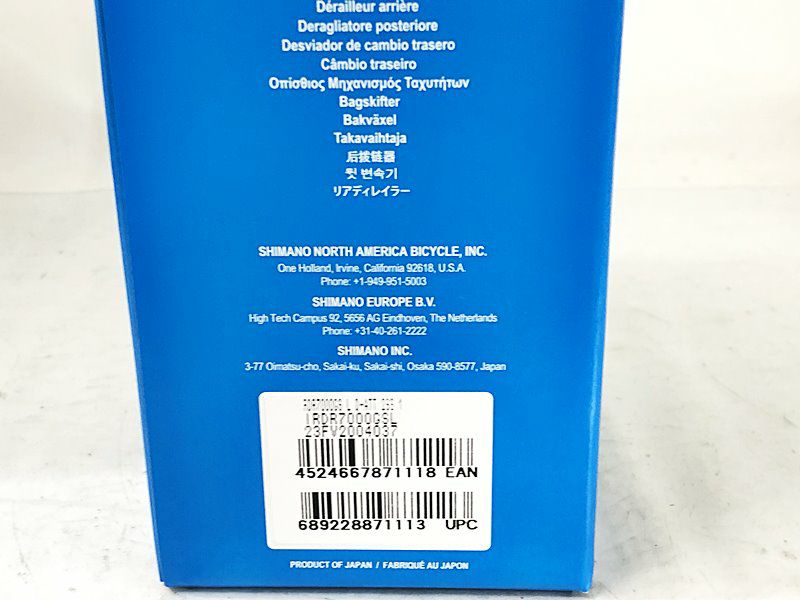 Dérailleur arrière
Deragliatore posteriore
Desviador de cambio trasero
Câmbio traseiro
Οπίσθιος Μηχανισμός Ταχυτήτων
Bagskifter
Bakväxel
Takavaihtaja
后拨链器
뒷 변속기
リアディレイラー
SHIMANO NORTH AMERICA BICYCLE, INC.
One Holland, Irvine, California 92618, U.S.A.
Phone: +1-949-951-5003
SHIMANO EUROPE B.V.
High Tech Campus 92, 5656 AG Eindhoven, The Netherlands
Phone: +31-40-261-2222
SHIMANO INC.
3-77 Oimatsu-cho, Sakai-ku, Sakai-shi, Osaka 590-8577, Japan
IRDR7000GSL
23FV2004037
4524667871118 EAN
689228871113 UPC
PRODUCT OF JAPAN / FABRIQUÉ AU JAPON